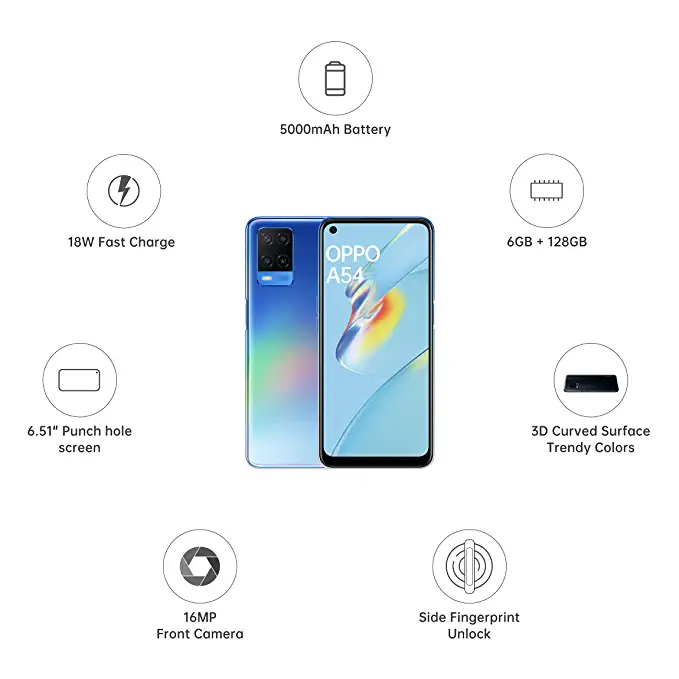 5000mAh Battery
18W Fast Charge
6GB + 128GB
OPPO
A54
6.51" Punch hole
screen
3D Curved Surface
Trendy Colors
16MP
Front Camera
Side Fingerprint
Unlock